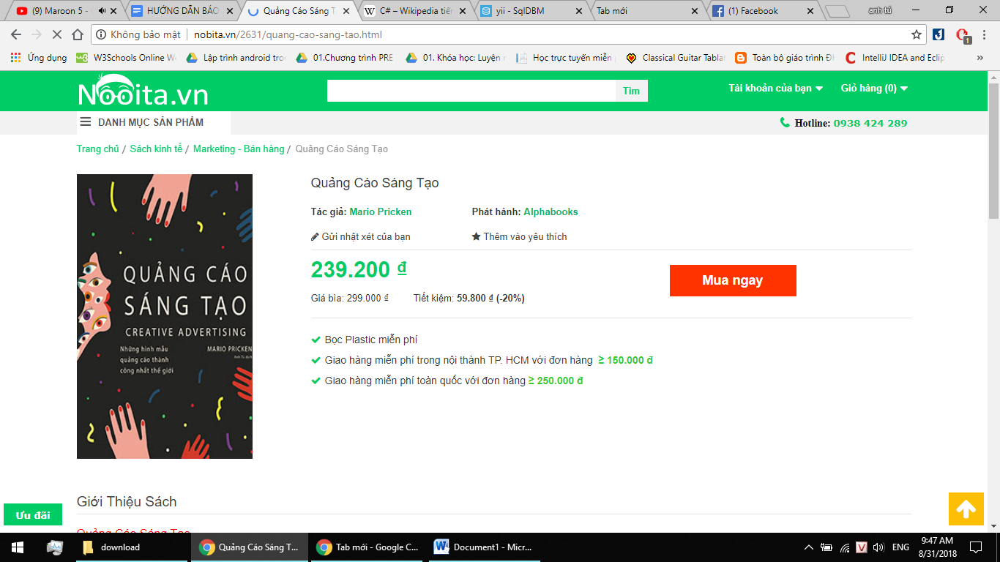 (9) Maroon 5 -
HƯỚNG DẪN BÁO
Quảng Cáo Sáng T
C# – Wikipedia tiến
yii - SqlDBM
Tab mới
(1) Facebook
anh tú
Không bảo mật | nobita.vn/2631/quang-cao-sang-tao.html
1
Ứng dụng
W3Schools Online W
Lập trình android tro
01.Chương trình PRE
01. Khóa học: Luyện
Học trực tuyến miễn
Classical Guitar Tablat
Toàn bộ giáo trình ĐH
IntelliJ IDEA and Eclip
»
Nobita.vn
Tìm
Tài khoản của bạn
Giỏ hàng (0)
DANH MỤC SẢN PHẨM
Hotline: 0938 424 289
Trang chủ / Sách kinh tế / Marketing - Bán hàng / Quảng Cáo Sáng Tạo
QUẢNG CÁO
SÁNG TẠO
CREATIVE ADVERTISING
Những hình mẫu
quảng cáo thành
công nhất thế giới
MARIO PRICKEN
Anh Tú dịch
Quảng Cáo Sáng Tạo
Tác giả: Mario Pricken
Phát hành: Alphabooks
Gửi nhật xét của bạn
Thêm vào yêu thích
239.200 ₫
Mua ngay
Giá bìa: 299.000 ₫
Tiết kiệm: 59.800 ₫ (-20%)
Bọc Plastic miễn phí
Giao hàng miễn phí trong nội thành TP. HCM với đơn hàng ≥ 150.000 đ
Giao hàng miễn phí toàn quốc với đơn hàng ≥ 250.000 đ
Giới Thiệu Sách
Quảng Cáo Sáng Tạo
Ưu đãi
download
Quảng Cáo Sáng T...
Tab mới - Google C...
Document1 - Micr...
V
ENG
9:47 AM
8/31/2018